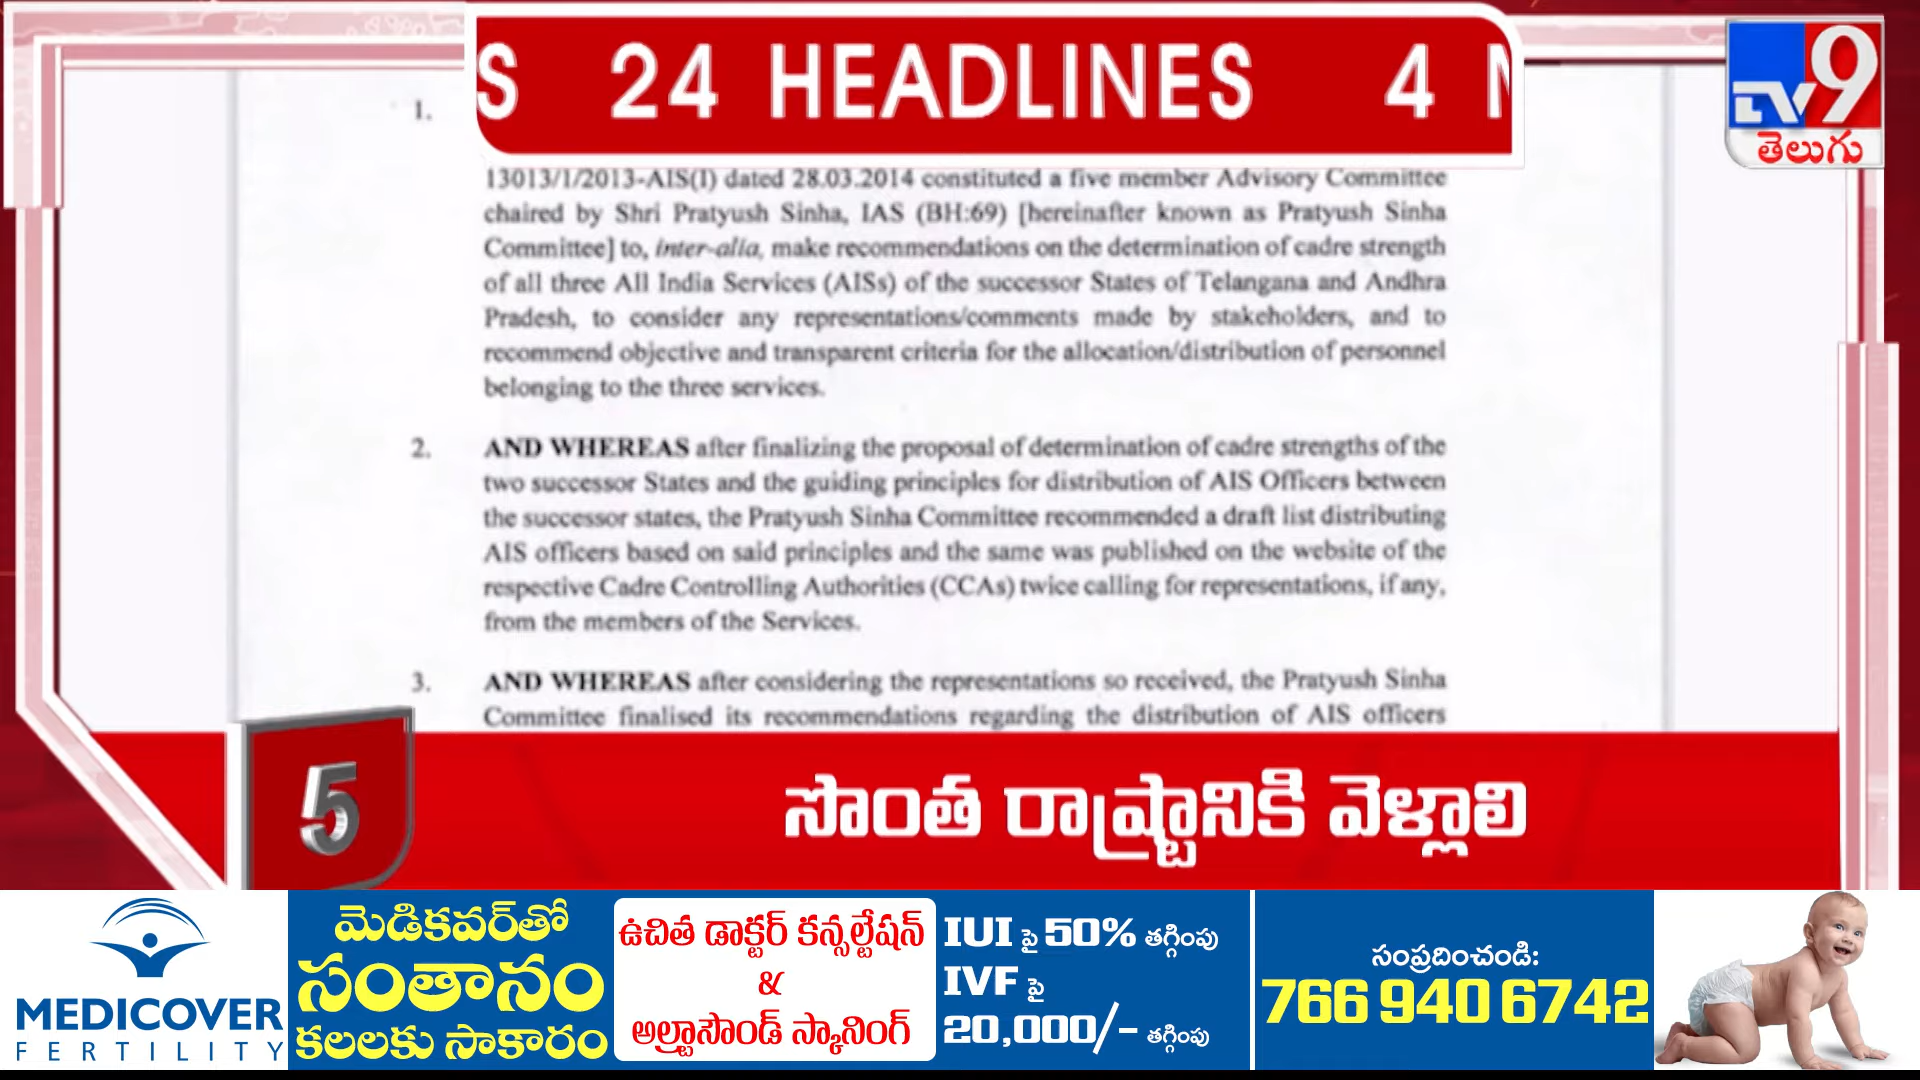 S 24 HEADLINES 4
TV9
తెలుగు
1.
13013/1/2013-AIS(I) dated 28.03.2014 constituted a five member Advisory Committee
chaired by Shri Pratyush Sinha, IAS (BH:69) [hereinafter known as Pratyush Sinha
Committee] to, inter-alia, make recommendations on the determination of cadre strength
of all three All India Services (AISs) of the successor States of Telangana and Andhra
Pradesh, to consider any representations/comments made by stakeholders, and to
recommend objective and transparent criteria for the allocation/distribution of personnel
belonging to the three services.
2. AND WHEREAS after finalizing the proposal of determination of cadre strengths of the
two successor States and the guiding principles for distribution of AIS Officers between
the successor states, the Pratyush Sinha Committee recommended a draft list distributing
AIS officers based on said principles and the same was published on the website of the
respective Cadre Controlling Authorities (CCAs) twice calling for representations, if any,
from the members of the Services.
3. AND WHEREAS after considering the representations so received, the Pratyush Sinha
Committee finalised its recommendations regarding the distribution of AIS officers
5
సొంత రాష్ట్రానికి వెళ్లాలి
MEDICOVER
FERTILITY
మెడికవర్‌తో
సంతానం
కలలకు సాకారం
ఉచిత డాక్టర్ కన్సల్టేషన్
&
అల్ట్రాసౌండ్ స్కానింగ్
IUI పై 50% తగ్గింపు
IVF పై
20,000/- తగ్గింపు
సంప్రదించండి:
766 940 6742